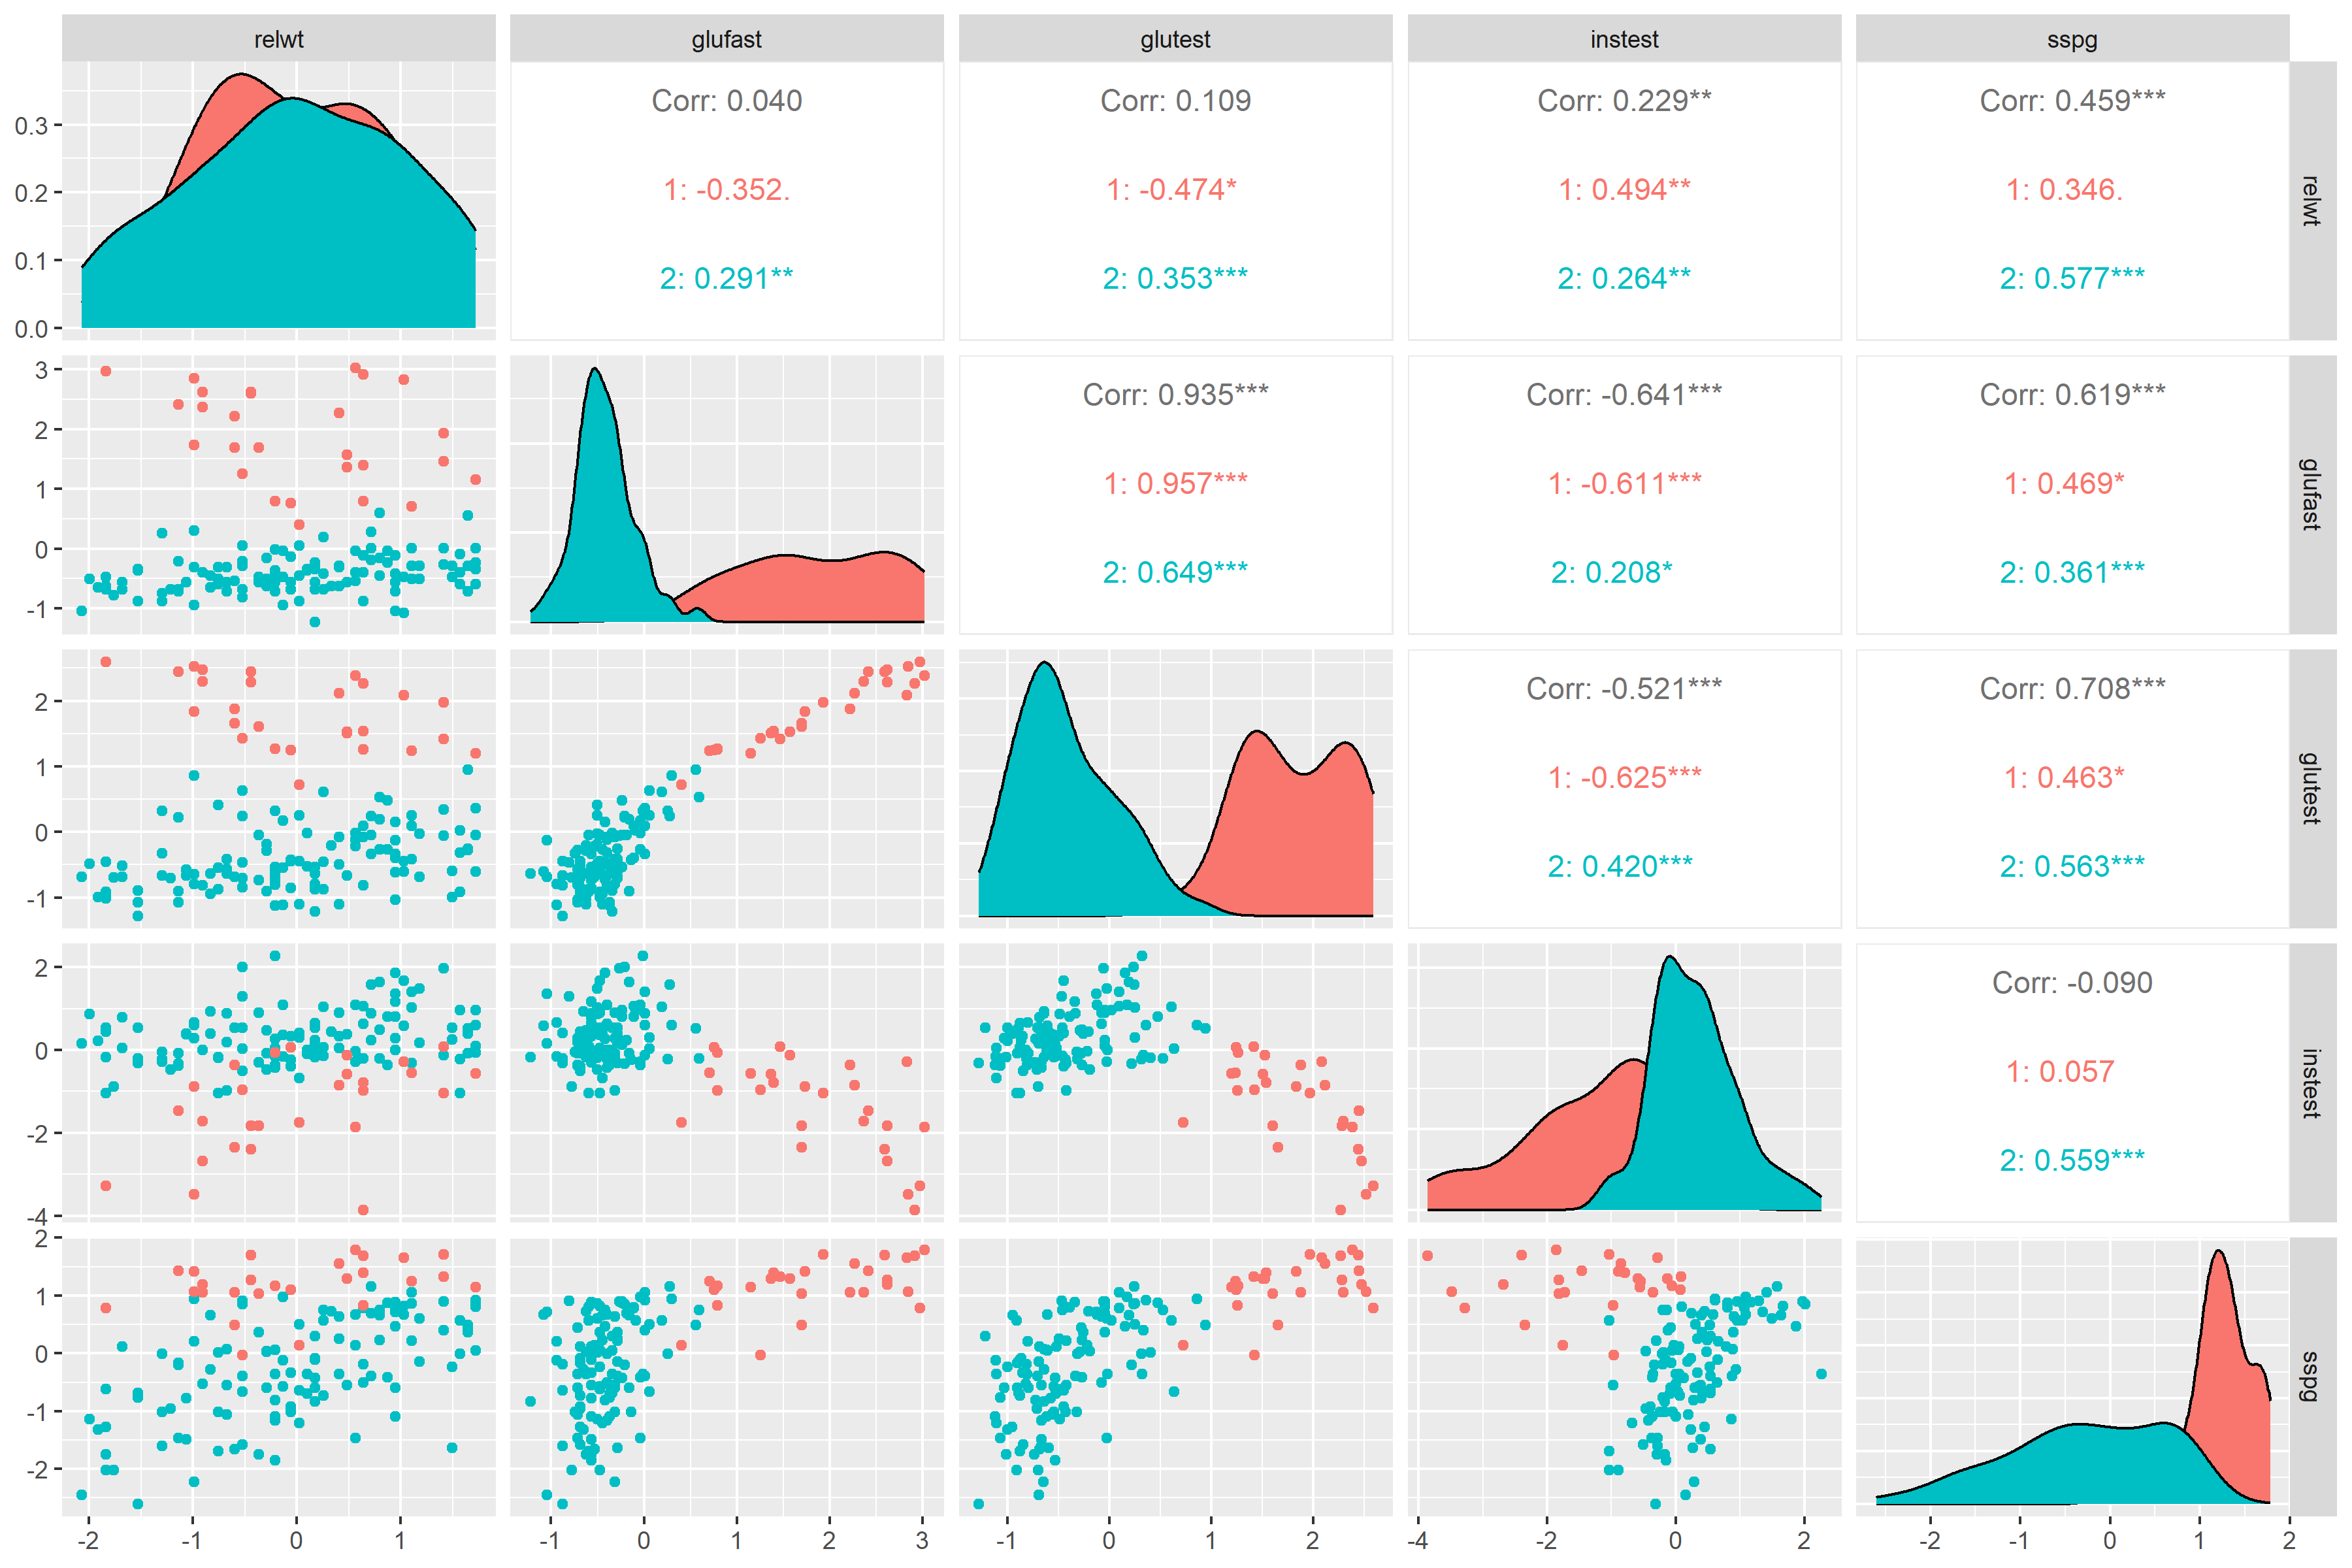 relwt glufast glutest instest sspg
0.3
0.2
0.1
0.0
Corr: 0.040
1: -0.352.
2: 0.291**
Corr: 0.109
1: -0.474*
2: 0.353***
Corr: 0.229**
1: 0.494**
2: 0.264**
Corr: 0.459***
1: 0.346.
2: 0.577***
relwt
3
2
1
0
-1
Corr: 0.935***
1: 0.957***
2: 0.649***
Corr: -0.641***
1: -0.611***
2: 0.208*
Corr: 0.619***
1: 0.469*
2: 0.361***
glufast
2
1
0
-1
Corr: -0.521***
1: -0.625***
2: 0.420***
Corr: 0.708***
1: 0.463*
2: 0.563***
glutest
2
0
-2
-4
Corr: -0.090
1: 0.057
2: 0.559***
instest
2
1
0
-1
-2
sspg
-2 -1 0 1
-1 0 1 2 3
-1 0 1 2
-4 -2 0 2
-2 -1 0 1 2